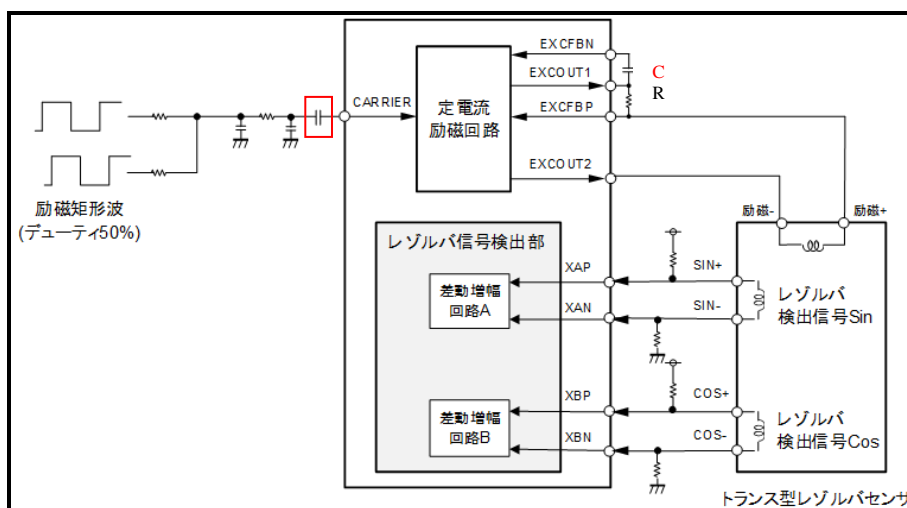 EXCFBN
C
EXCOUT1
R
CARRIER
定電流
励磁回路
EXCFBP
EXCOUT2
励磁矩形波
(デューティ50%)
励磁-
励磁+
レゾルバ信号検出部
差動増幅
回路A
XAP
XAN
SIN+
SIN-
レゾルバ
検出信号Sin
差動増幅
回路B
XBP
XBN
COS+
COS-
レゾルバ
検出信号Cos
トランス型レゾルバセンサ